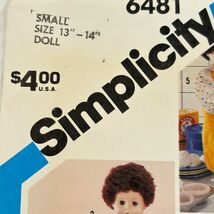 6481
SMALL
SIZE 13" - 14"
DOLL
$4.00
U.S.A.
Simplicity
5